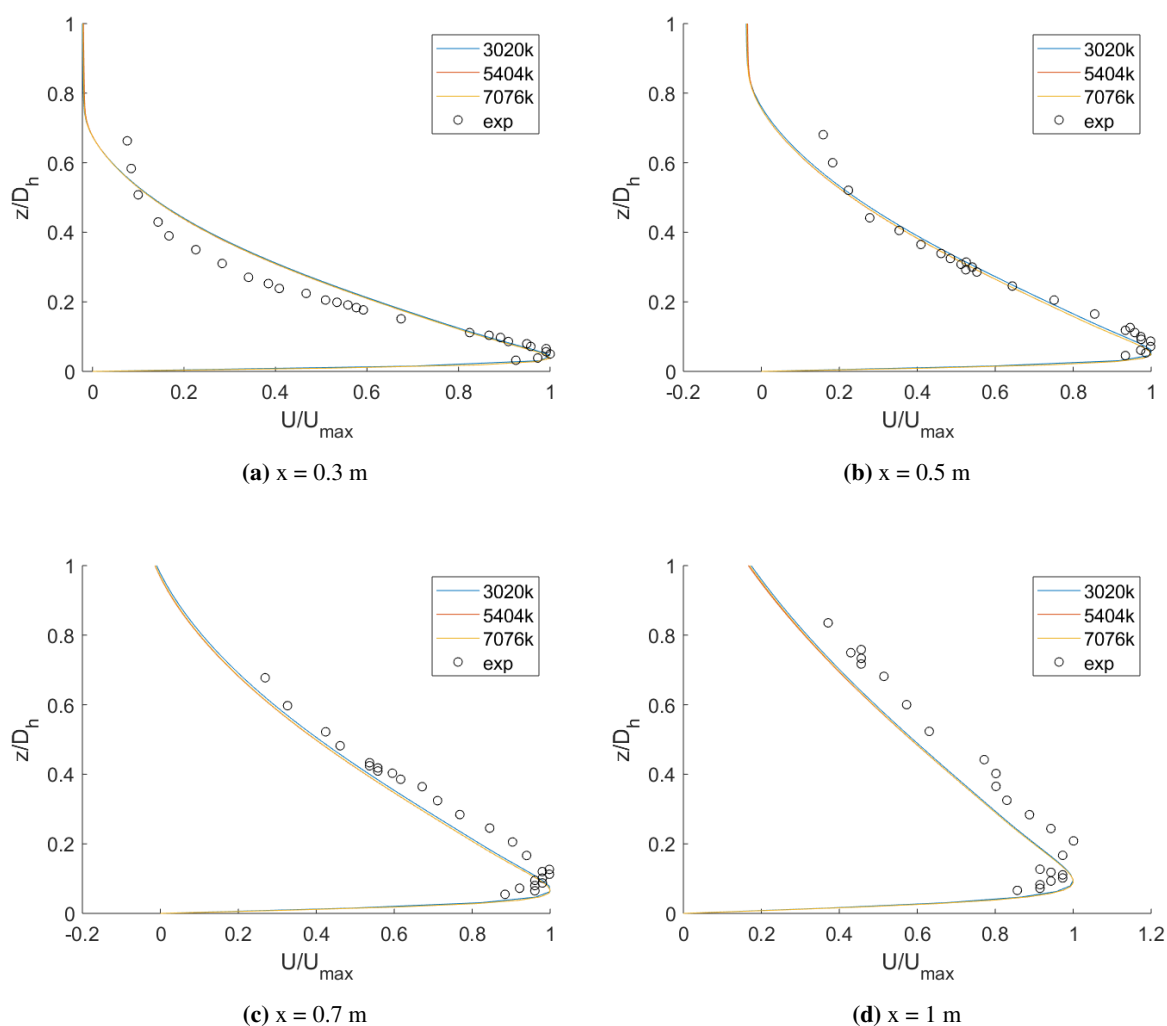 1
0.8
0.6
0.4
0.2
0
z/D_h
0 0.2 0.4 0.6 0.8 1
U/U_max
3020k
5404k
7076k
exp
(a) x = 0.3 m
1
0.8
0.6
0.4
0.2
0
z/D_h
-0.2 0 0.2 0.4 0.6 0.8 1
U/U_max
3020k
5404k
7076k
exp
(b) x = 0.5 m
1
0.8
0.6
0.4
0.2
0
z/D_h
-0.2 0 0.2 0.4 0.6 0.8 1
U/U_max
3020k
5404k
7076k
exp
(c) x = 0.7 m
1
0.8
0.6
0.4
0.2
0
z/D_h
0 0.2 0.4 0.6 0.8 1 1.2
U/U_max
3020k
5404k
7076k
exp
(d) x = 1 m